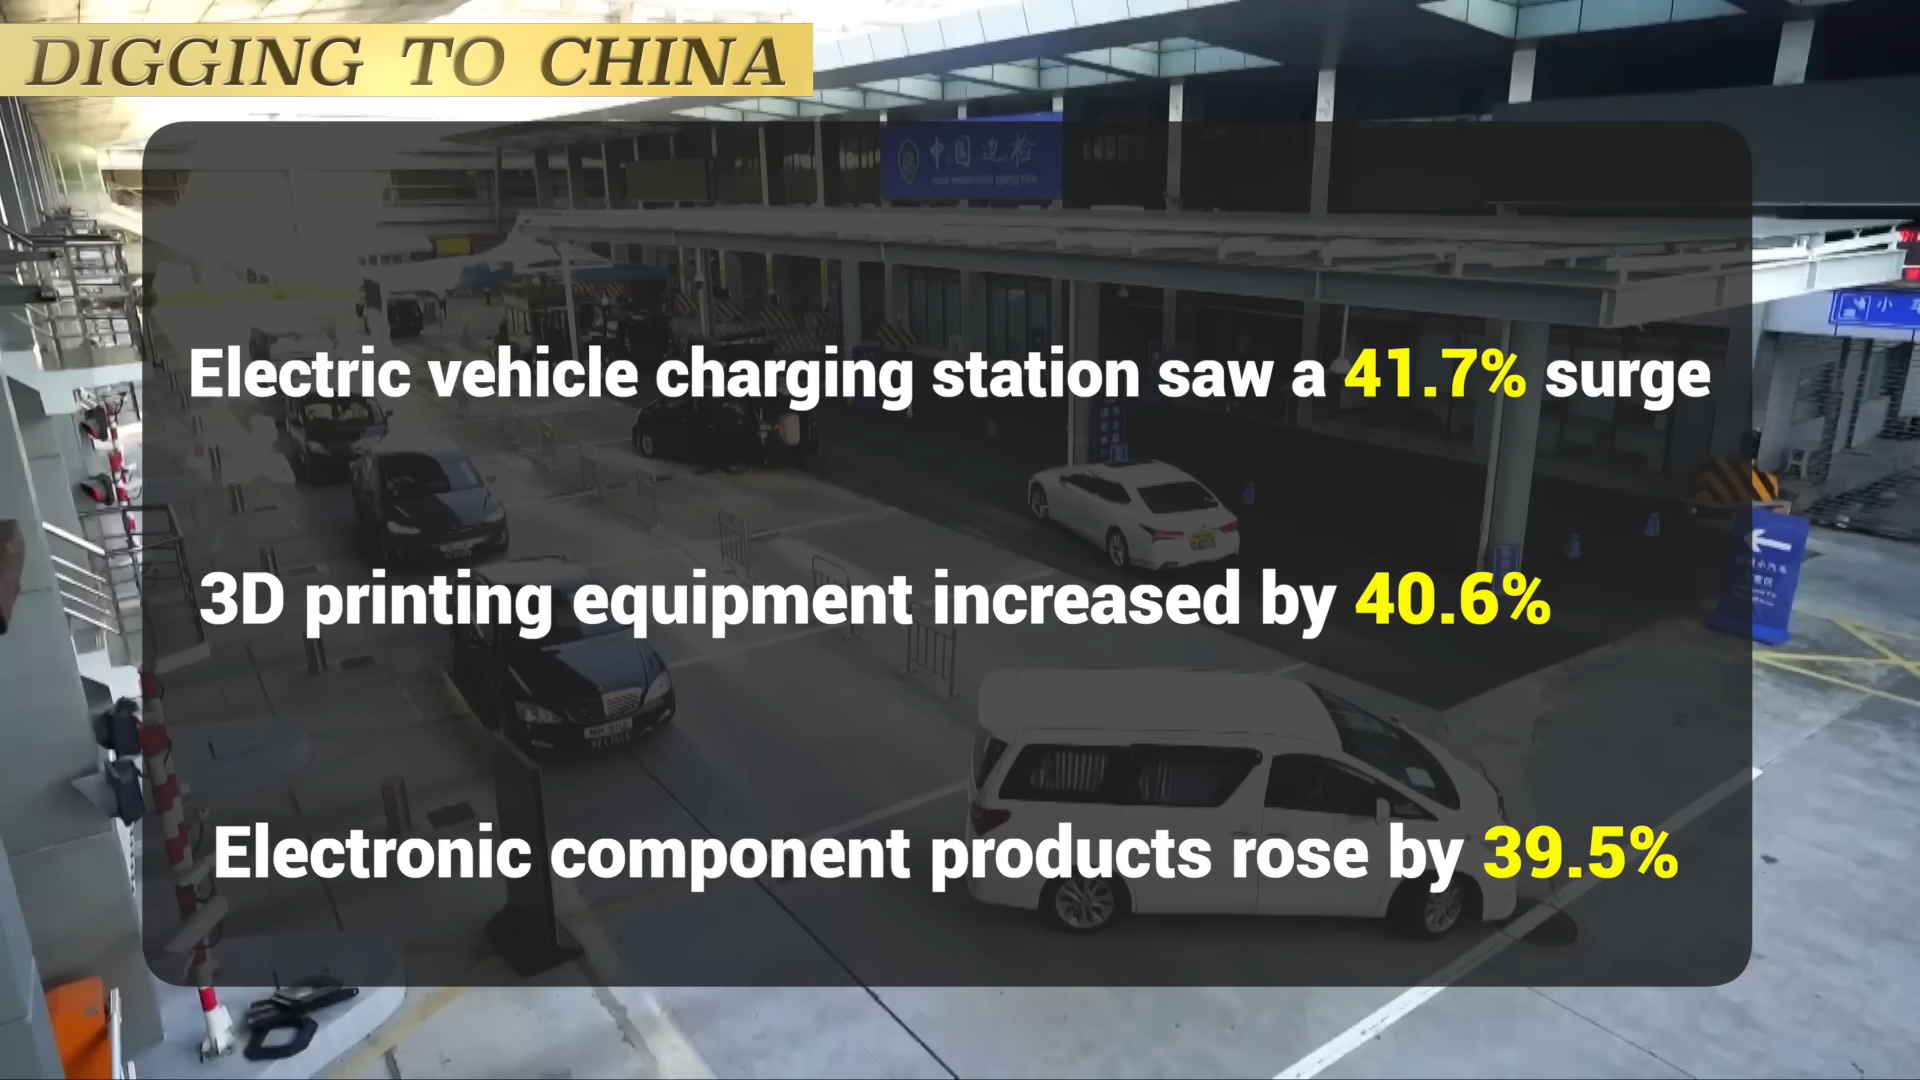 DIGGING TO CHINA
中国边检
Electric vehicle charging station saw a 41.7% surge
3D printing equipment increased by 40.6%
Electronic component products rose by 39.5%